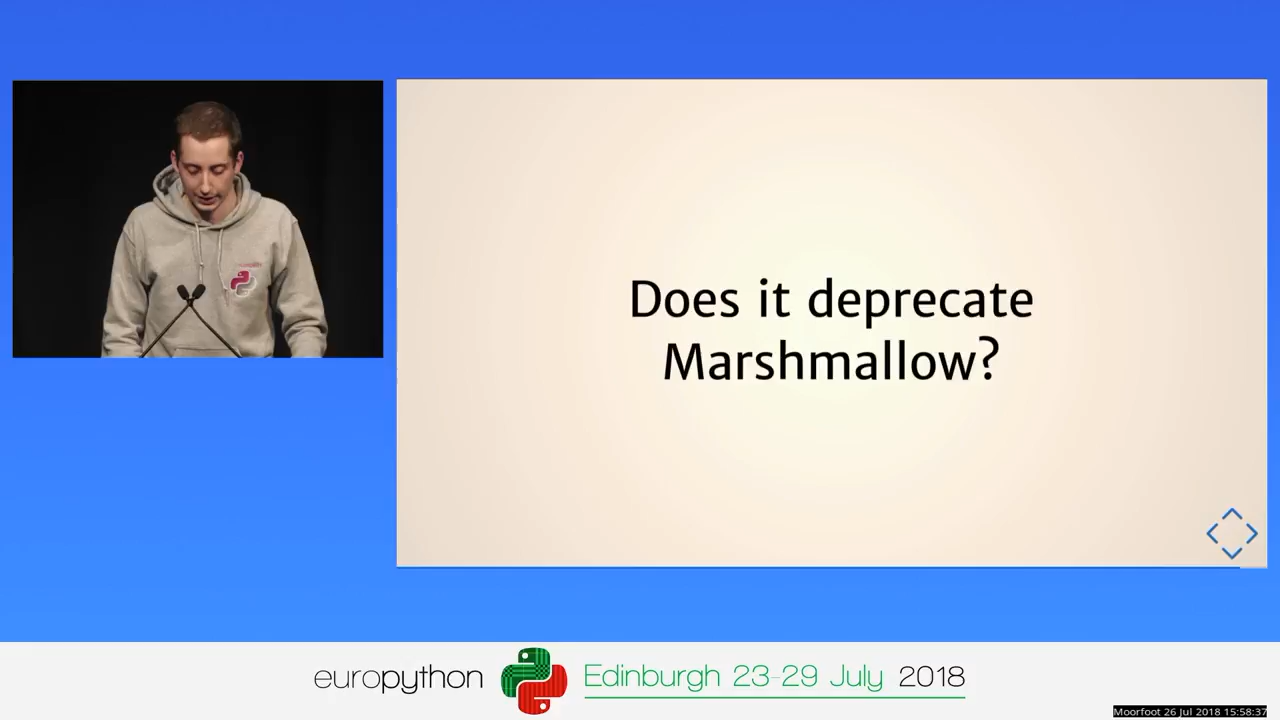 Does it deprecate
Marshmallow?
europython
Edinburgh 23-29 July 2018
Moorfoot 26 Jul 2018 15:58:37